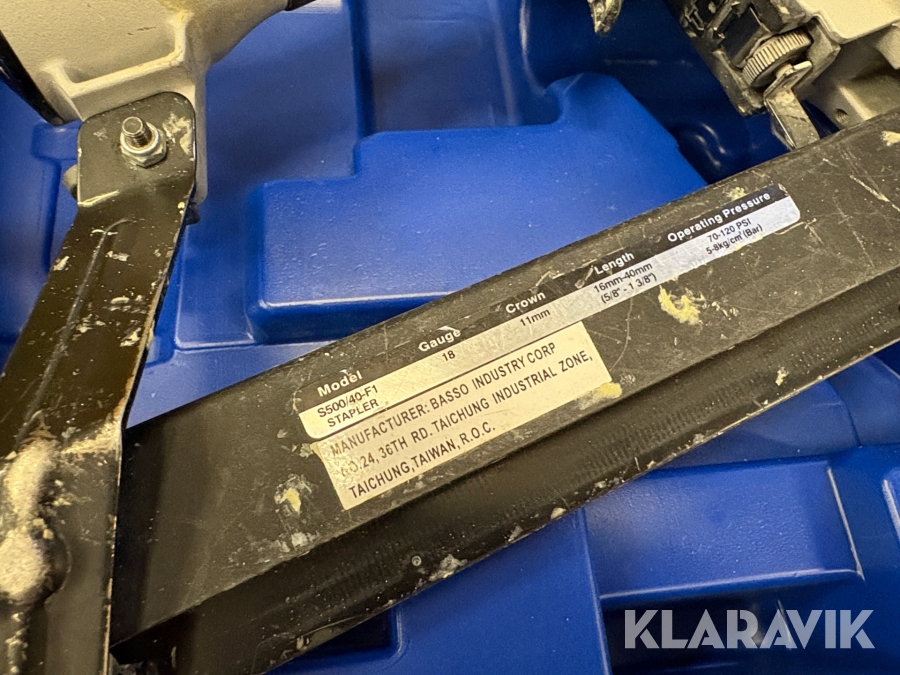 Model Gauge Crown Length Operating Pressure
S500/40-F1 18 11mm 16mm-40mm 70-120 PSI
STAPLER (5/8" - 1 3/8") 5-8kg/cm² (Bar)
MANUFACTURER: BASSO INDUSTRY CORP
NO.24, 36TH RD. TAICHUNG INDUSTRIAL ZONE,
TAICHUNG, TAIWAN, R.O.C.
KLARAVIK